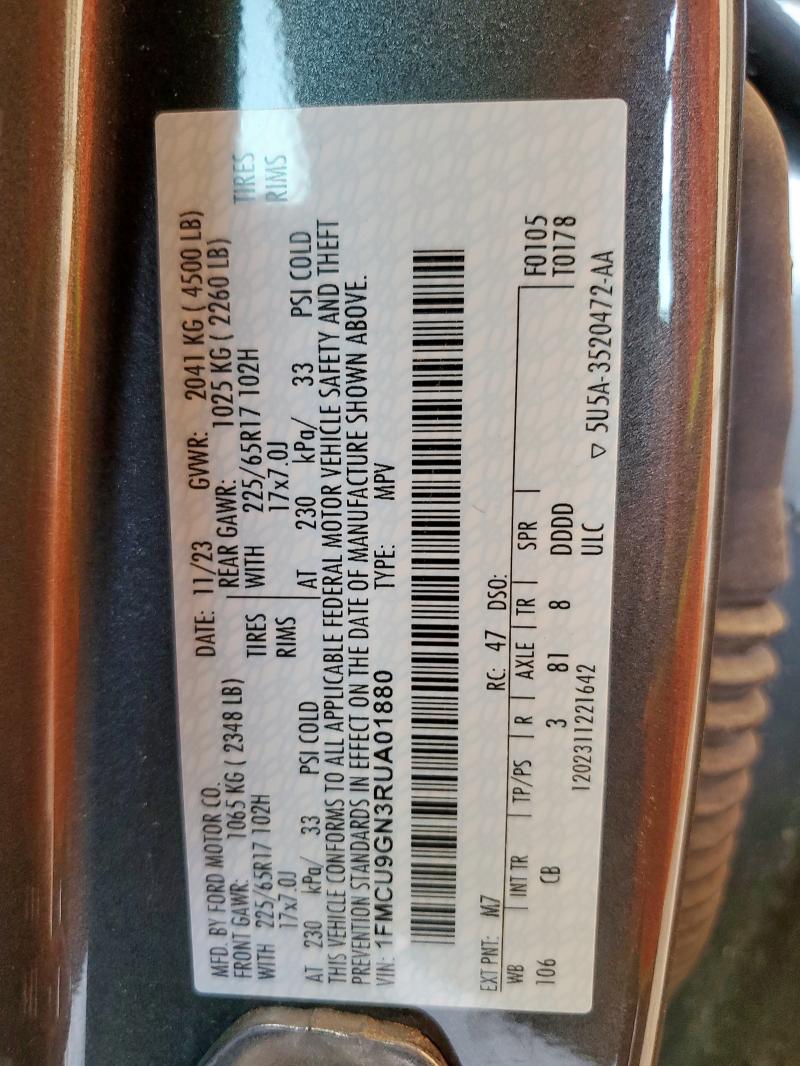 MFD. BY FORD MOTOR CO.
DATE: 11/23 GVWR: 2041 KG ( 4500 LB)
FRONT GAWR: 1065 KG ( 2348 LB) REAR GAWR: 1025 KG ( 2260 LB)
WITH 225/65R17 102H TIRES WITH 225/65R17 102H TIRES
17x7.0J RIMS 17x7.0J RIMS
AT 230 kPa/ 33 PSI COLD AT 230 kPa/ 33 PSI COLD
THIS VEHICLE CONFORMS TO ALL APPLICABLE FEDERAL MOTOR VEHICLE SAFETY AND THEFT
PREVENTION STANDARDS IN EFFECT ON THE DATE OF MANUFACTURE SHOWN ABOVE.
VIN: 1FMCU9GN3RUA01880 TYPE: MPV
EXT PNT: M7 RC: 47 DSO:
WB INT TR TP/PS R AXLE TR SPR F0105
106 CB 3 81 8 DDDD T0178
1202311221642 ULC ▽ 5U5A-3520472-AA